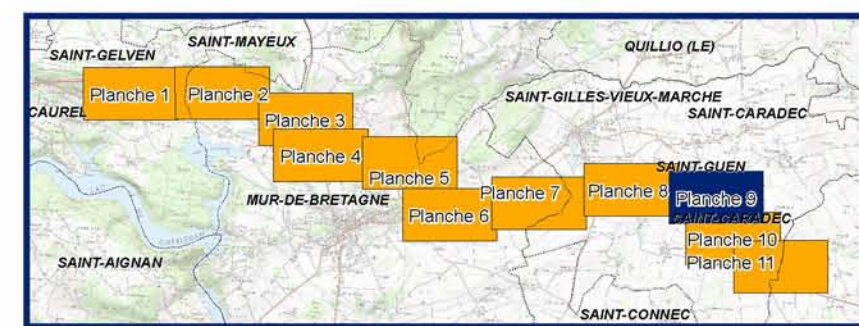 SAINT-MAYEUX
QUILLIO (LE)
SAINT-GELVEN
Planche 1
Planche 2
SAINT-GILLES-VIEUX-MARCHE
CAUREL
Planche 3
SAINT-CARADEC
Planche 4
SAINT-GUEN
Planche 5
Planche 7
Planche 8
Planche 9
MUR-DE-BRETAGNE
Planche 6
SAINT-CARADEC
Planche 10
SAINT-AIGNAN
Planche 11
SAINT-CONNEC